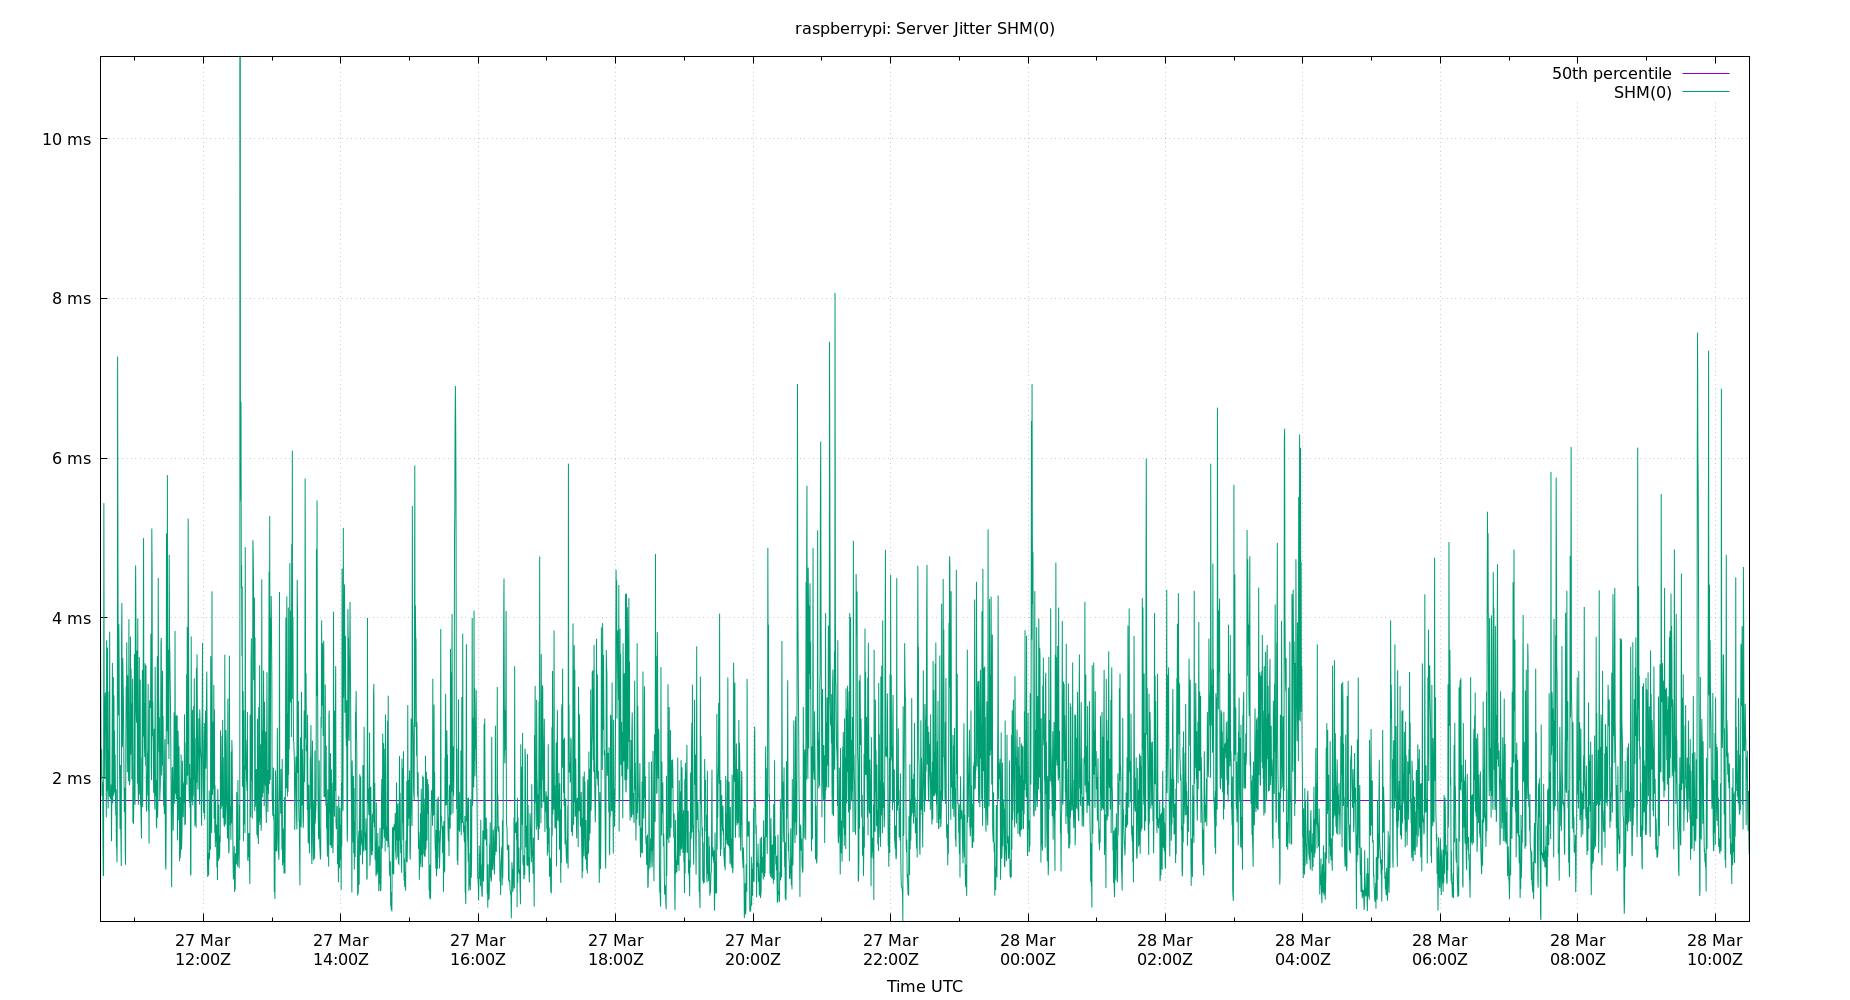 raspberrypi: Server Jitter SHM(0)
50th percentile
SHM(0)
10 ms
8 ms
6 ms
4 ms
2 ms
27 Mar 27 Mar 27 Mar 27 Mar 27 Mar 27 Mar 28 Mar 28 Mar 28 Mar 28 Mar 28 Mar 28 Mar
12:00Z 14:00Z 16:00Z 18:00Z 20:00Z 22:00Z 00:00Z 02:00Z 04:00Z 06:00Z 08:00Z 10:00Z
Time UTC